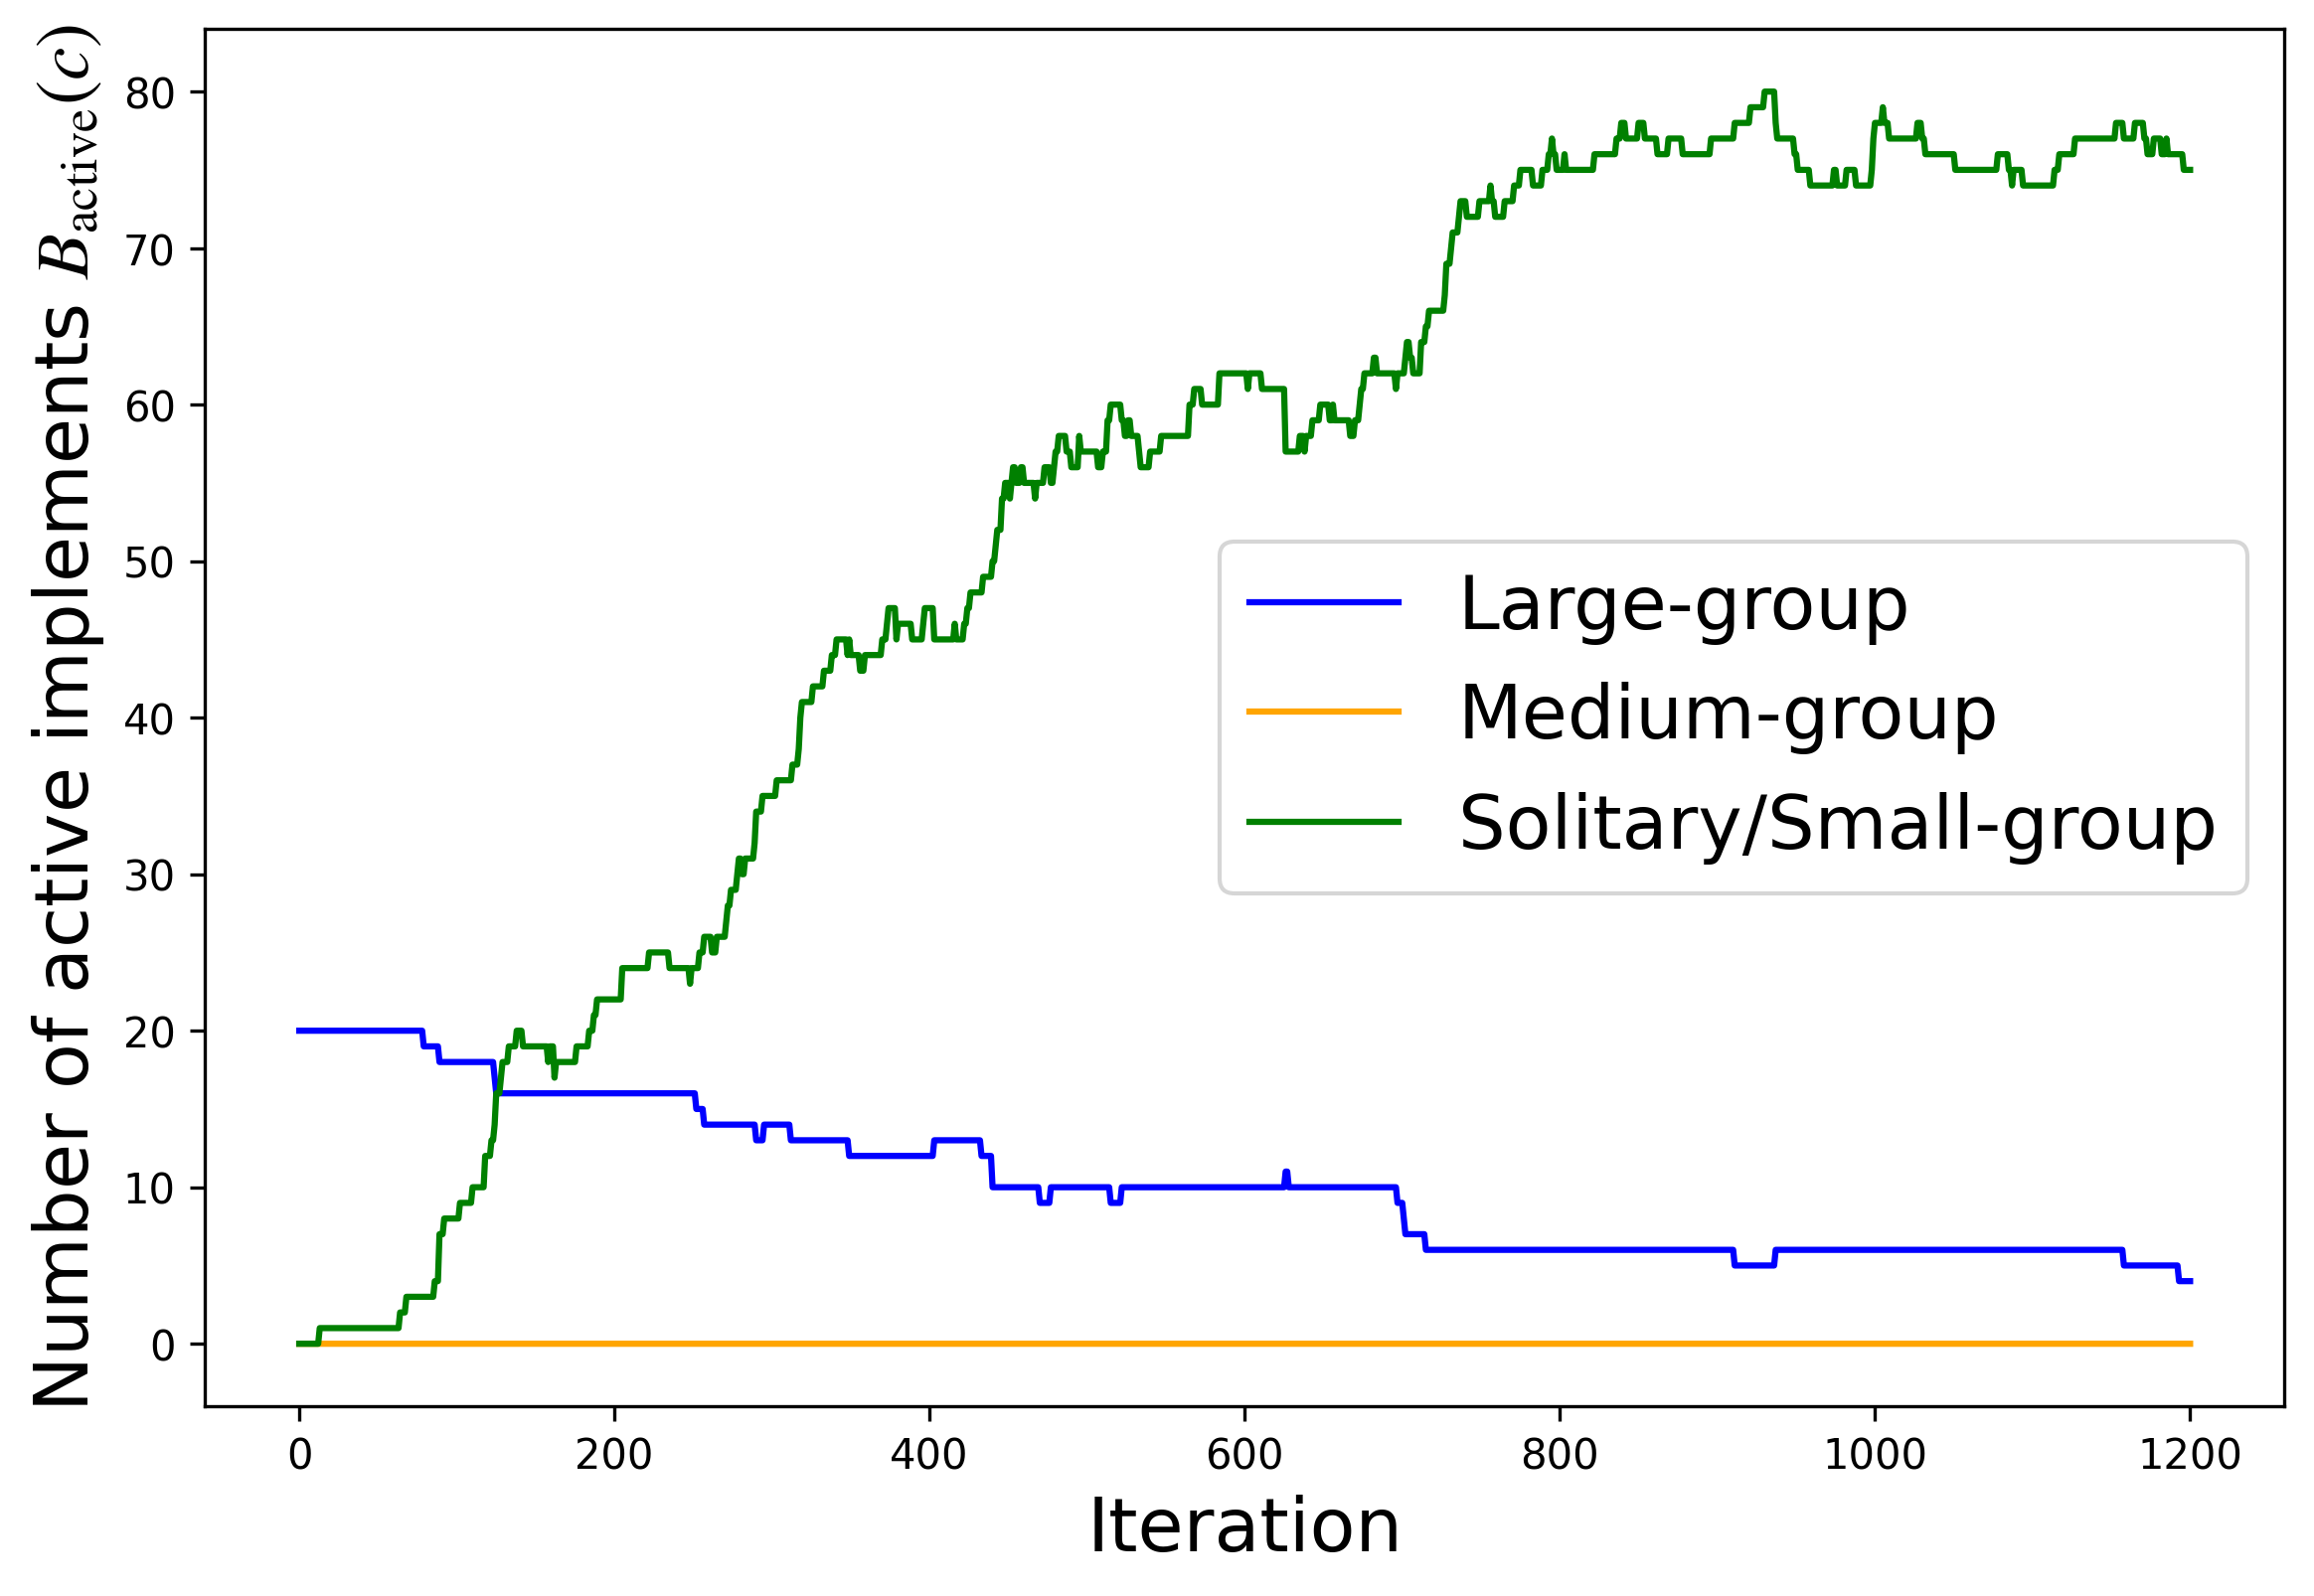 Number of active implements B_active(c)
80
70
60
50
40
30
20
10
0
Large-group
Medium-group
Solitary/Small-group
0 200 400 600 800 1000 1200
Iteration